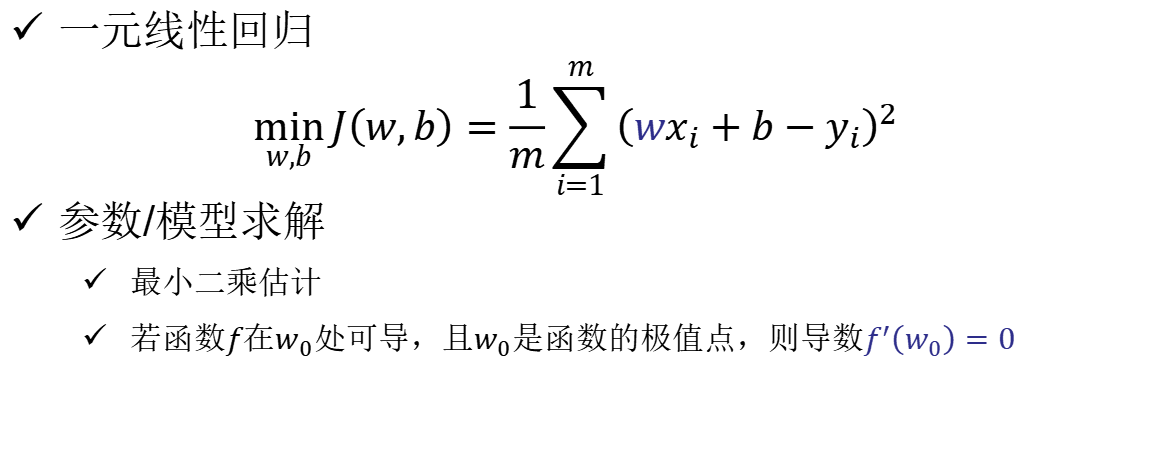 ✓ 一元线性回归
min_{w,b} J(w, b) = \frac{1}{m} \sum_{i=1}^{m} (wx_i + b − y_i)^2
✓ 参数/模型求解
✓ 最小二乘估计
✓ 若函数f在w_0处可导，且w_0是函数的极值点，则导数f′(w_0) = 0